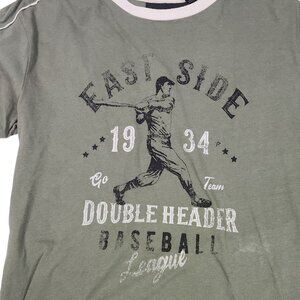 EAST SIDE
19 34
Go Team
DOUBLE HEADER
BASEBALL
League